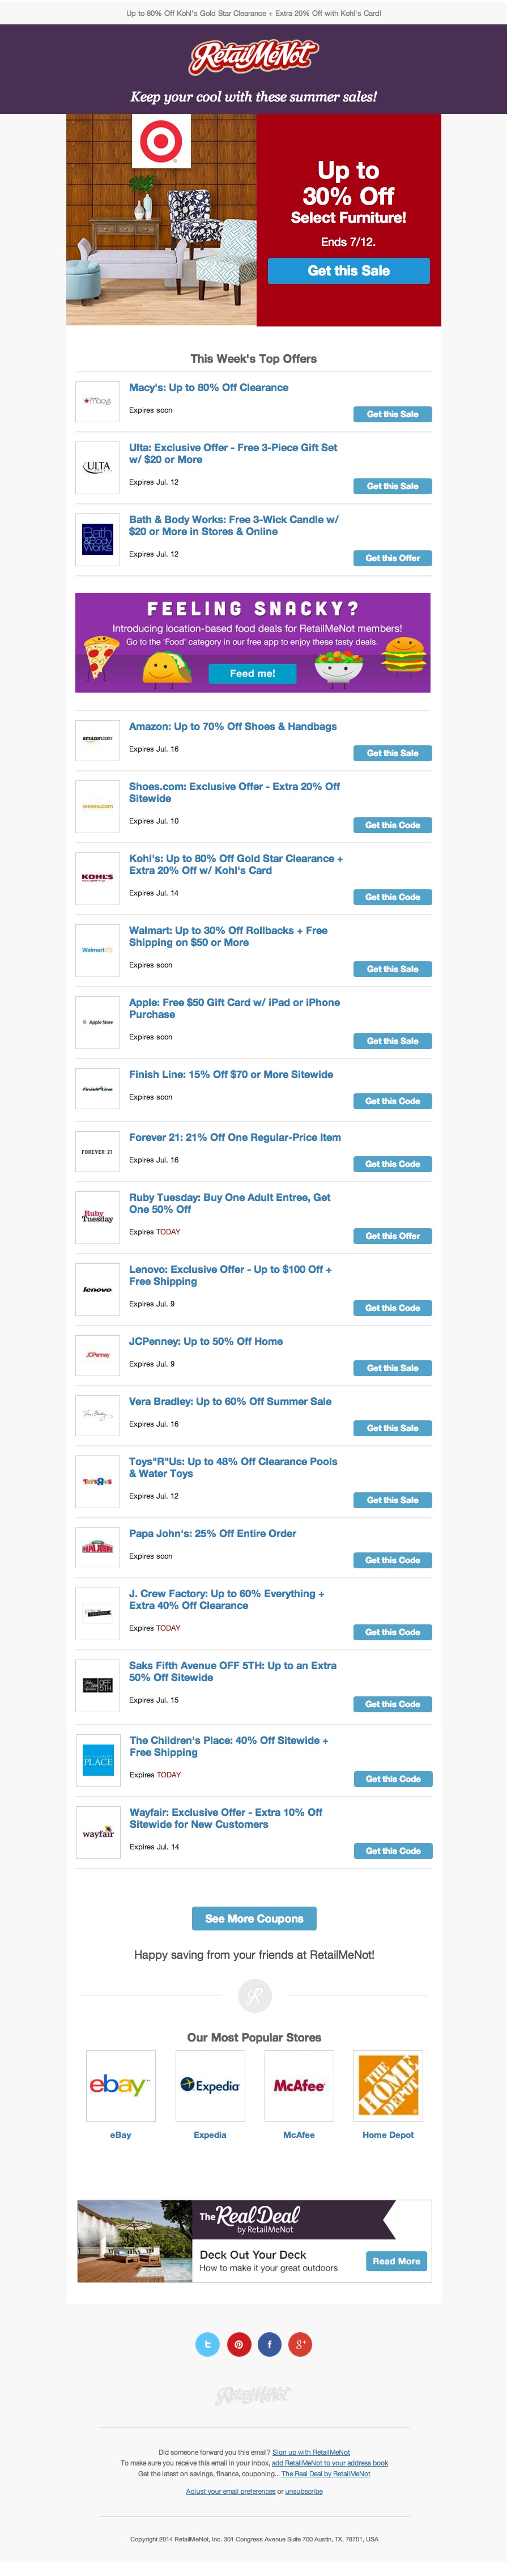 Up to 80% Off Kohl's Gold Star Clearance + Extra 20% Off with Kohl's Card!
RetailMeNot
Keep your cool with these summer sales!
Up to
30% Off
Select Furniture!
Ends 7/12.
Get this Sale
This Week's Top Offers
Macy's: Up to 80% Off Clearance
★macys
Expires soon
Get this Sale
Ulta: Exclusive Offer - Free 3-Piece Gift Set
w/ $20 or More
ULTA
Expires Jul. 12
Get this Sale
Bath & Body Works: Free 3-Wick Candle w/
$20 or More in Stores & Online
Bath
&Body
Works
Expires Jul. 12
Get this Offer
FEELING SNACKY?
Introducing location-based food deals for RetailMeNot members!
Go to the 'Food' category in our free app to enjoy these tasty deals.
Feed me!
Amazon: Up to 70% Off Shoes & Handbags
amazon.com
Expires Jul. 16
Get this Sale
Shoes.com: Exclusive Offer - Extra 20% Off
Sitewide
SHOES.COM
Expires Jul. 10
Get this Code
Kohl's: Up to 80% Off Gold Star Clearance +
Extra 20% Off w/ Kohl's Card
KOHL'S
Expires Jul. 14
Get this Code
Walmart: Up to 30% Off Rollbacks + Free
Shipping on $50 or More
Walmart
Expires soon
Get this Sale
Apple: Free $50 Gift Card w/ iPad or iPhone
Purchase
Apple Store
Expires soon
Get this Sale
Finish Line: 15% Off $70 or More Sitewide
Finish Line
Expires soon
Get this Code
Forever 21: 21% Off One Regular-Price Item
FOREVER 21
Expires Jul. 16
Get this Code
Ruby Tuesday: Buy One Adult Entree, Get
One 50% Off
Ruby
Tuesday
Expires TODAY
Get this Offer
Lenovo: Exclusive Offer - Up to $100 Off +
Free Shipping
lenovo
Expires Jul. 9
Get this Code
JCPenney: Up to 50% Off Home
JCPenney
Expires Jul. 9
Get this Sale
Vera Bradley: Up to 60% Off Summer Sale
Vera Bradley
Expires Jul. 16
Get this Sale
Toys"R"Us: Up to 48% Off Clearance Pools
& Water Toys
ToysRUs
Expires Jul. 12
Get this Sale
Papa John's: 25% Off Entire Order
PAPA JOHNS
Expires soon
Get this Code
J. Crew Factory: Up to 60% Everything +
Extra 40% Off Clearance
Expires TODAY
Get this Code
Saks Fifth Avenue OFF 5TH: Up to an Extra
50% Off Sitewide
OFF
5TH
Expires Jul. 15
Get this Code
The Children's Place: 40% Off Sitewide +
Free Shipping
PLACE
Expires TODAY
Get this Code
Wayfair: Exclusive Offer - Extra 10% Off
Sitewide for New Customers
wayfair
Expires Jul. 14
Get this Code
See More Coupons
Happy saving from your friends at RetailMeNot!
R
Our Most Popular Stores
ebay
Expedia
McAfee
THE HOME DEPOT
eBay
Expedia
McAfee
Home Depot
The Real Deal
by RetailMeNot
Deck Out Your Deck
How to make it your great outdoors
Read More
RetailMeNot
Did someone forward you this email? Sign up with RetailMeNot
To make sure you receive this email in your inbox, add RetailMeNot to your address book
Get the latest on savings, finance, couponing... The Real Deal by RetailMeNot
Adjust your email preferences or unsubscribe
Copyright 2014 RetailMeNot, Inc. 301 Congress Avenue Suite 700 Austin, TX, 78701, USA